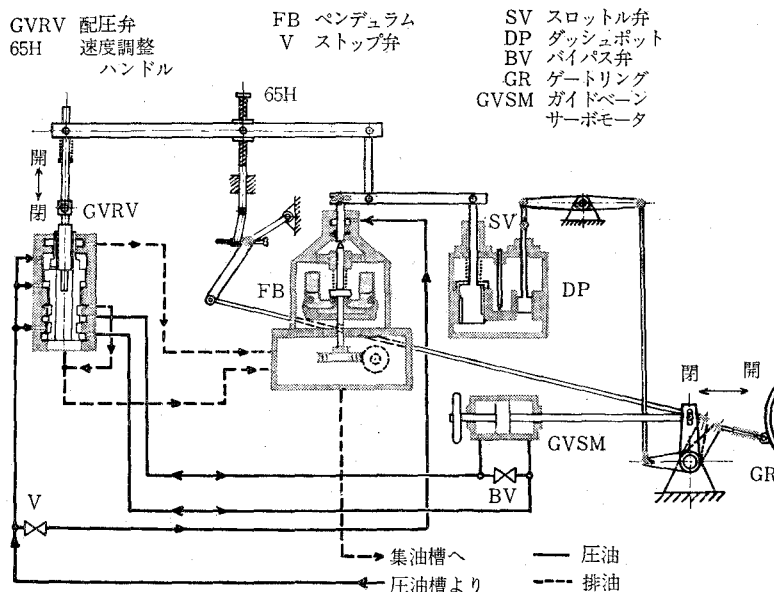 GVRV 配圧弁
65H 速度調整
ハンドル
FB ペンデュラム
V ストップ弁
SV スロットル弁
DP ダッシュポット
BV バイパス弁
GR ゲートリング
GVSM ガイドベーン
サーボモータ
65H
開
閉
GVRV
SV
FB
DP
閉
開
GVSM
GR
BV
V
集油槽へ
圧油
圧油槽より
排油